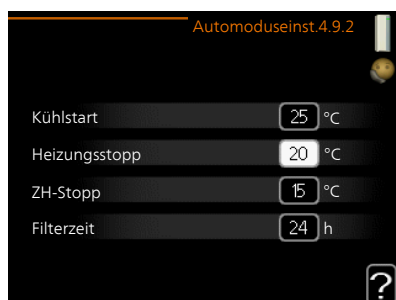 Automoduseinst.4.9.2
Kühlstart 25 °C
Heizungsstopp 20 °C
ZH-Stopp 15 °C
Filterzeit 24 h
?